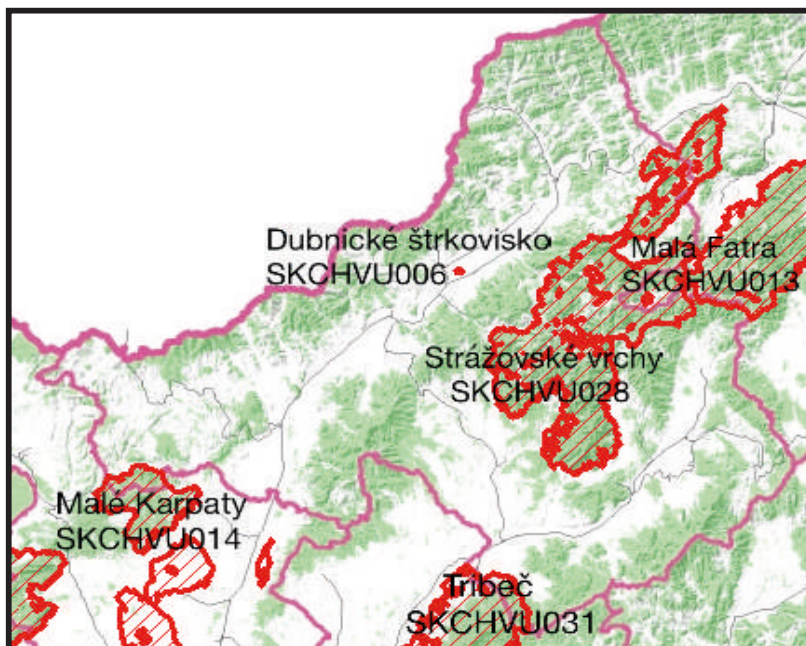 Dubnické štrkovisko
SKCHVU006
Malá Fatra
SKCHVU013
Strážovské vrchy
SKCHVU028
Malé Karpaty
SKCHVU014
Tribeč
SKCHVU031